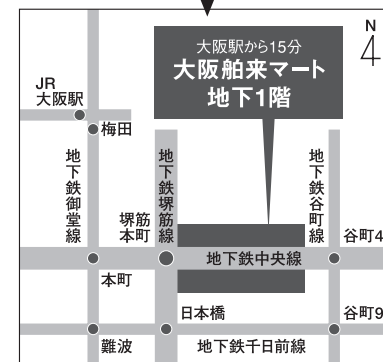 N
大阪駅から15分
大阪舶来マート
地下1階
JR
大阪駅
梅田
地下鉄御堂線
地下鉄堺筋線
地下鉄谷町線
堺筋
本町
谷町4
地下鉄中央線
本町
日本橋
谷町9
難波
地下鉄千日前線